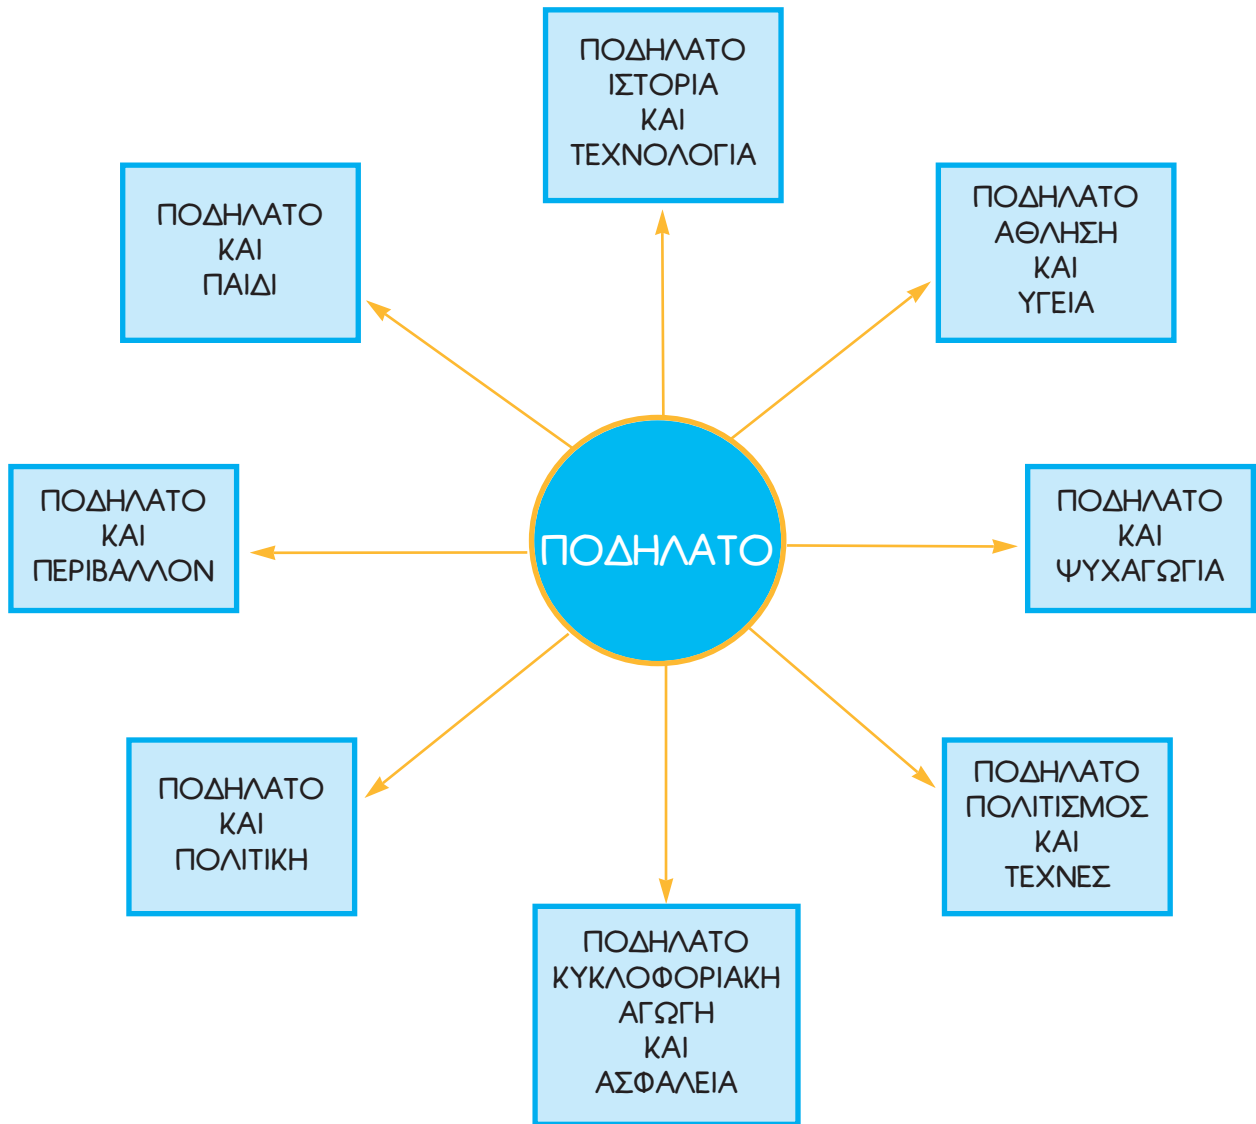 ΠΟΔΗΛΑΤΟ
ΙΣΤΟΡΙΑ
ΚΑΙ
ΤΕΧΝΟΛΟΓΙΑ
ΠΟΔΗΛΑΤΟ
ΚΑΙ
ΠΑΙΔΙ
ΠΟΔΗΛΑΤΟ
ΑΘΛΗΣΗ
ΚΑΙ
ΥΓΕΙΑ
ΠΟΔΗΛΑΤΟ
ΚΑΙ
ΠΕΡΙΒΑΛΛΟΝ
ΠΟΔΗΛΑΤΟ
ΠΟΔΗΛΑΤΟ
ΚΑΙ
ΨΥΧΑΓΩΓΙΑ
ΠΟΔΗΛΑΤΟ
ΚΑΙ
ΠΟΛΙΤΙΚΗ
ΠΟΔΗΛΑΤΟ
ΠΟΛΙΤΙΣΜΟΣ
ΚΑΙ
ΤΕΧΝΕΣ
ΠΟΔΗΛΑΤΟ
ΚΥΚΛΟΦΟΡΙΑΚΗ
ΑΓΩΓΗ
ΚΑΙ
ΑΣΦΑΛΕΙΑ